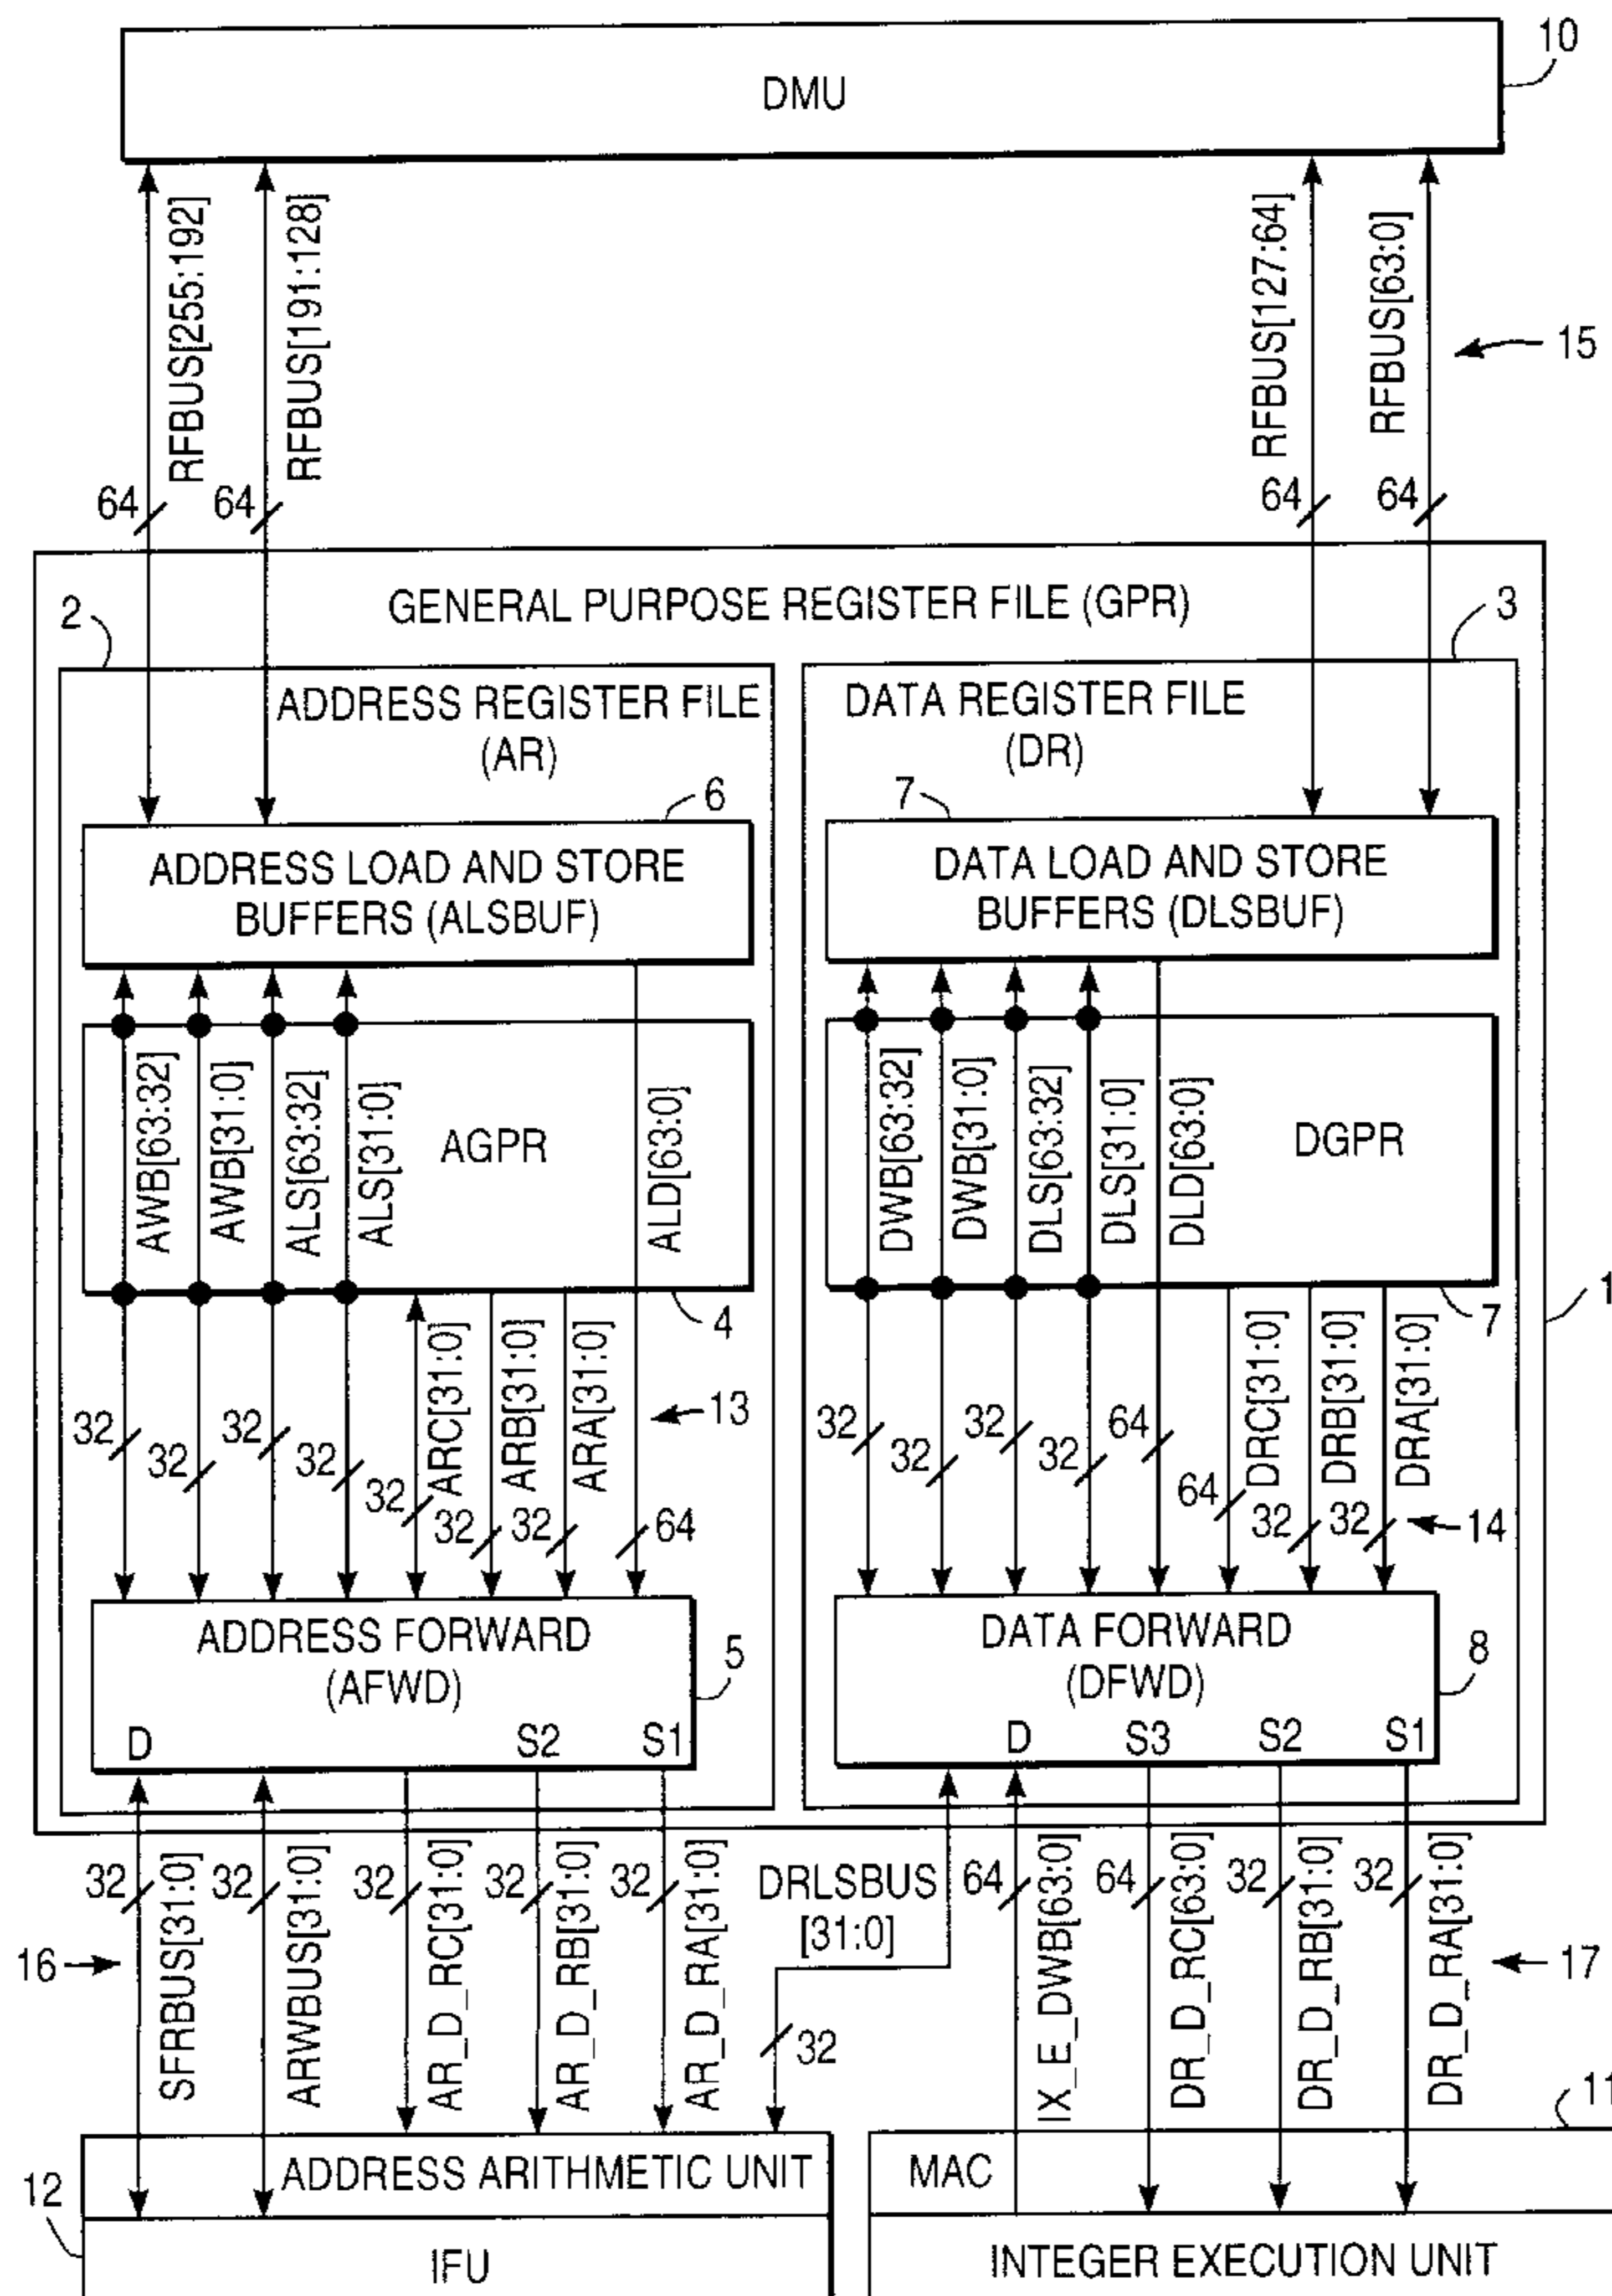 10
DMU
RFBUS[255:192]
RFBUS[191:128]
RFBUS[127:64]
RFBUS[63:0]
15
64
64
64
64
GENERAL PURPOSE REGISTER FILE (GPR)
2
3
ADDRESS REGISTER FILE
(AR)
DATA REGISTER FILE
(DR)
6
7
ADDRESS LOAD AND STORE
BUFFERS (ALSBUF)
DATA LOAD AND STORE
BUFFERS (DLSBUF)
AWB[63:32]
AWB[31:0]
ALS[63:32]
ALS[31:0]
AGPR
ALD[63:0]
DWB[63:32]
DWB[31:0]
DLS[63:32]
DLS[31:0]
DLD[63:0]
DGPR
4
7
1
ARC[31:0]
ARB[31:0]
ARA[31:0]
13
DRC[31:0]
DRB[31:0]
DRA[31:0]
14
32
32
32
32
32
32
32
64
32
32
32
32
64
64
32
32
ADDRESS FORWARD
(AFWD)
5
DATA FORWARD
(DFWD)
8
D
S2
S1
D
S3
S2
S1
32
32
32
32
32
DRLSBUS
[31:0]
64
64
32
32
16
SFRBUS[31:0]
ARWBUS[31:0]
AR_D_RC[31:0]
AR_D_RB[31:0]
AR_D_RA[31:0]
32
IX_E_DWB[63:0]
DR_D_RC[63:0]
DR_D_RB[31:0]
DR_D_RA[31:0]
17
11
ADDRESS ARITHMETIC UNIT
MAC
12
IFU
INTEGER EXECUTION UNIT